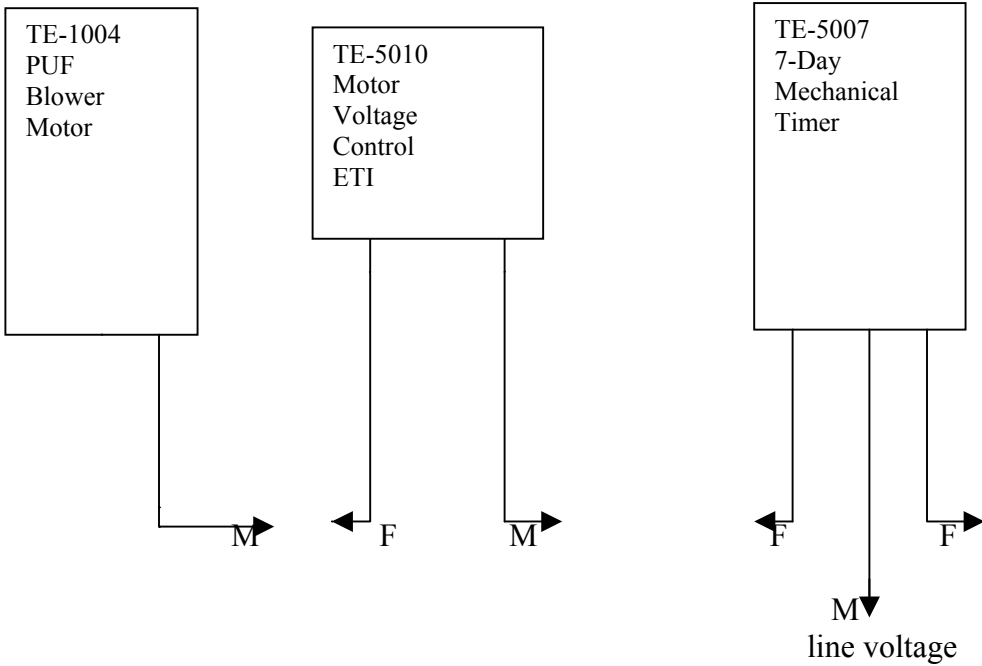 TE-1004
PUF
Blower
Motor
TE-5010
Motor
Voltage
Control
ETI
TE-5007
7-Day
Mechanical
Timer
M
F
M
F
F
M
line voltage